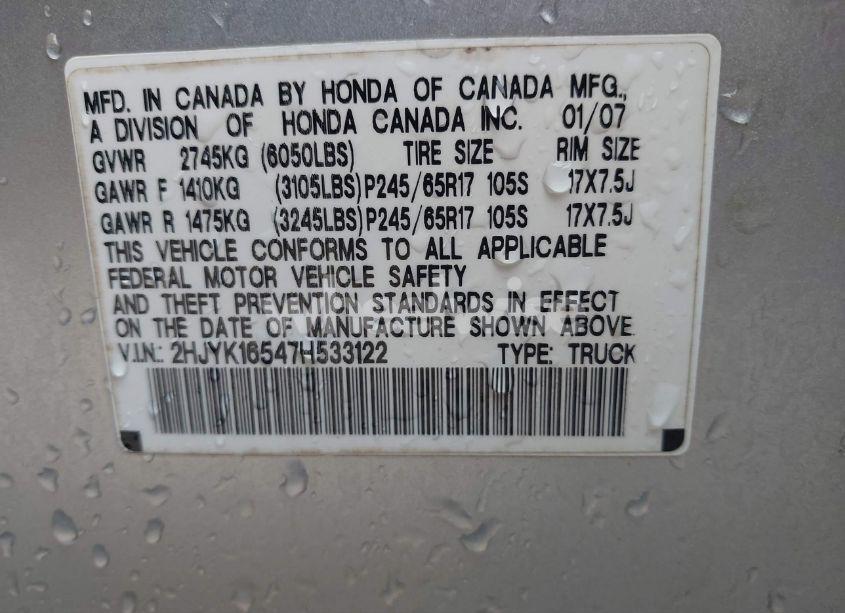 MFD. IN CANADA BY HONDA OF CANADA MFG.,
A DIVISION OF HONDA CANADA INC. 01/07
GVWR 2745KG (6050LBS) TIRE SIZE RIM SIZE
GAWR F 1410KG (3105LBS) P245/65R17 105S 17X7.5J
GAWR R 1475KG (3245LBS) P245/65R17 105S 17X7.5J
THIS VEHICLE CONFORMS TO ALL APPLICABLE
FEDERAL MOTOR VEHICLE SAFETY
AND THEFT PREVENTION STANDARDS IN EFFECT
ON THE DATE OF MANUFACTURE SHOWN ABOVE.
V.I.N.: 2HJYK16547H533122 TYPE: TRUCK